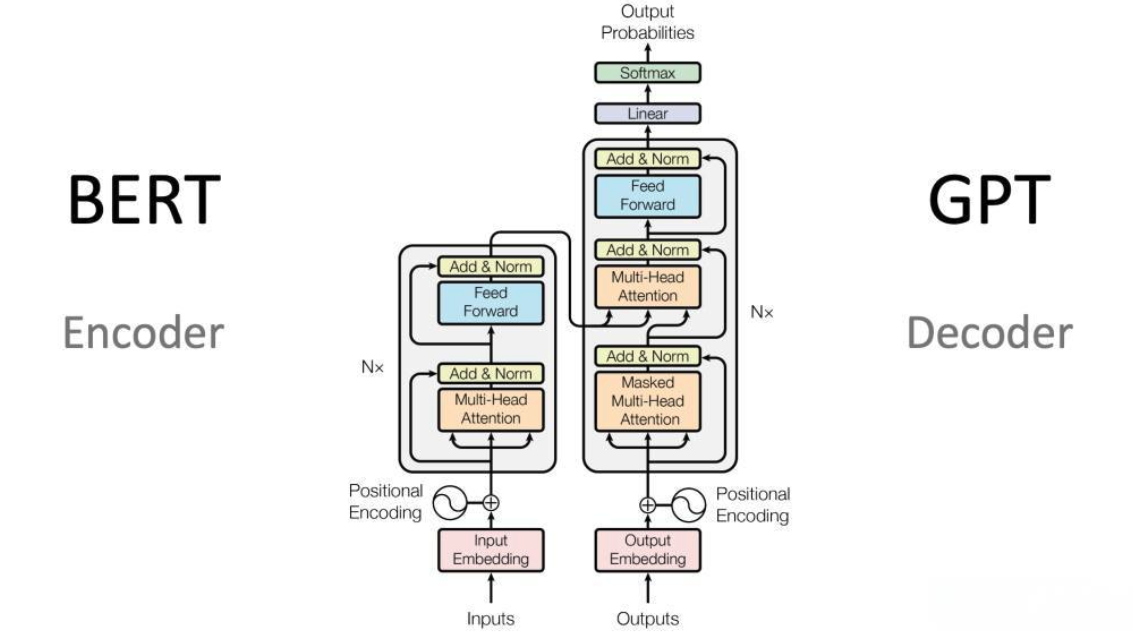 BERT
Encoder
Output
Probabilities
Softmax
Linear
Add & Norm
Feed
Forward
Add & Norm
Multi-Head
Attention
Add & Norm
Masked
Multi-Head
Attention
Nx
Positional
Encoding
Output
Embedding
Outputs
Add & Norm
Feed
Forward
Add & Norm
Multi-Head
Attention
Nx
Positional
Encoding
Input
Embedding
Inputs
GPT
Decoder